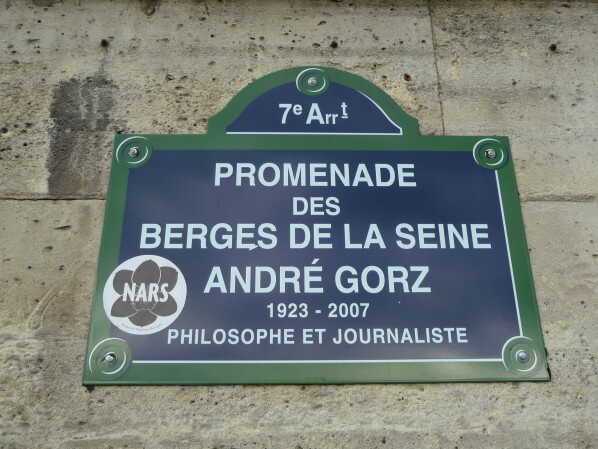 7e Arrt
PROMENADE
DES
BERGES DE LA SEINE
ANDRÉ GORZ
1923 - 2007
PHILOSOPHE ET JOURNALISTE
NARS